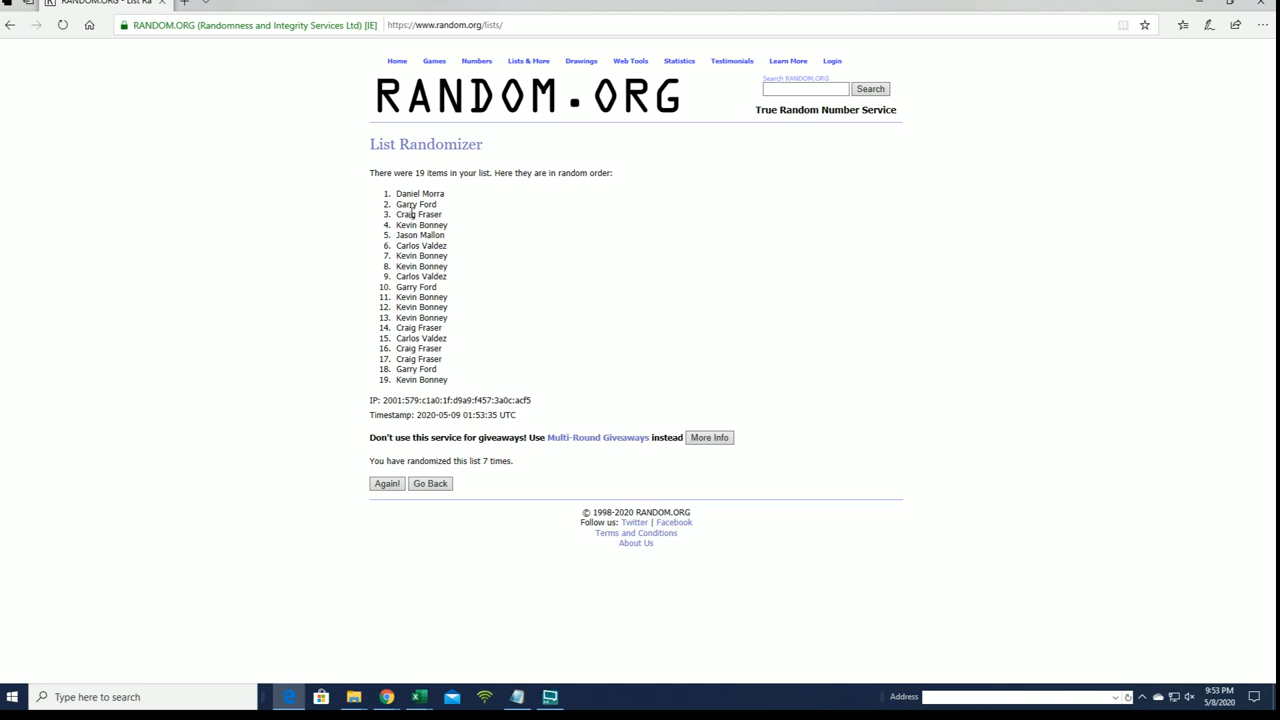 RANDOM.ORG - List Ra
RANDOM.ORG (Randomness and Integrity Services Ltd) [IE]
https://www.random.org/lists/
Home Games Numbers Lists & More Drawings Web Tools Statistics Testimonials Learn More Login
RANDOM.ORG
Search RANDOM.ORG
Search
True Random Number Service
List Randomizer
There were 19 items in your list. Here they are in random order:
1. Daniel Morra
2. Garry Ford
3. Craig Fraser
4. Kevin Bonney
5. Jason Mallon
6. Carlos Valdez
7. Kevin Bonney
8. Kevin Bonney
9. Carlos Valdez
10. Garry Ford
11. Kevin Bonney
12. Kevin Bonney
13. Kevin Bonney
14. Craig Fraser
15. Carlos Valdez
16. Craig Fraser
17. Craig Fraser
18. Garry Ford
19. Kevin Bonney
IP: 2001:579:c1a0:1f:d9a9:f457:3a0c:acf5
Timestamp: 2020-05-09 01:53:35 UTC
Don't use this service for giveaways! Use Multi-Round Giveaways instead More Info
You have randomized this list 7 times.
Again! Go Back
© 1998-2020 RANDOM.ORG
Follow us: Twitter | Facebook
Terms and Conditions
About Us
Type here to search
Address
9:53 PM
5/8/2020